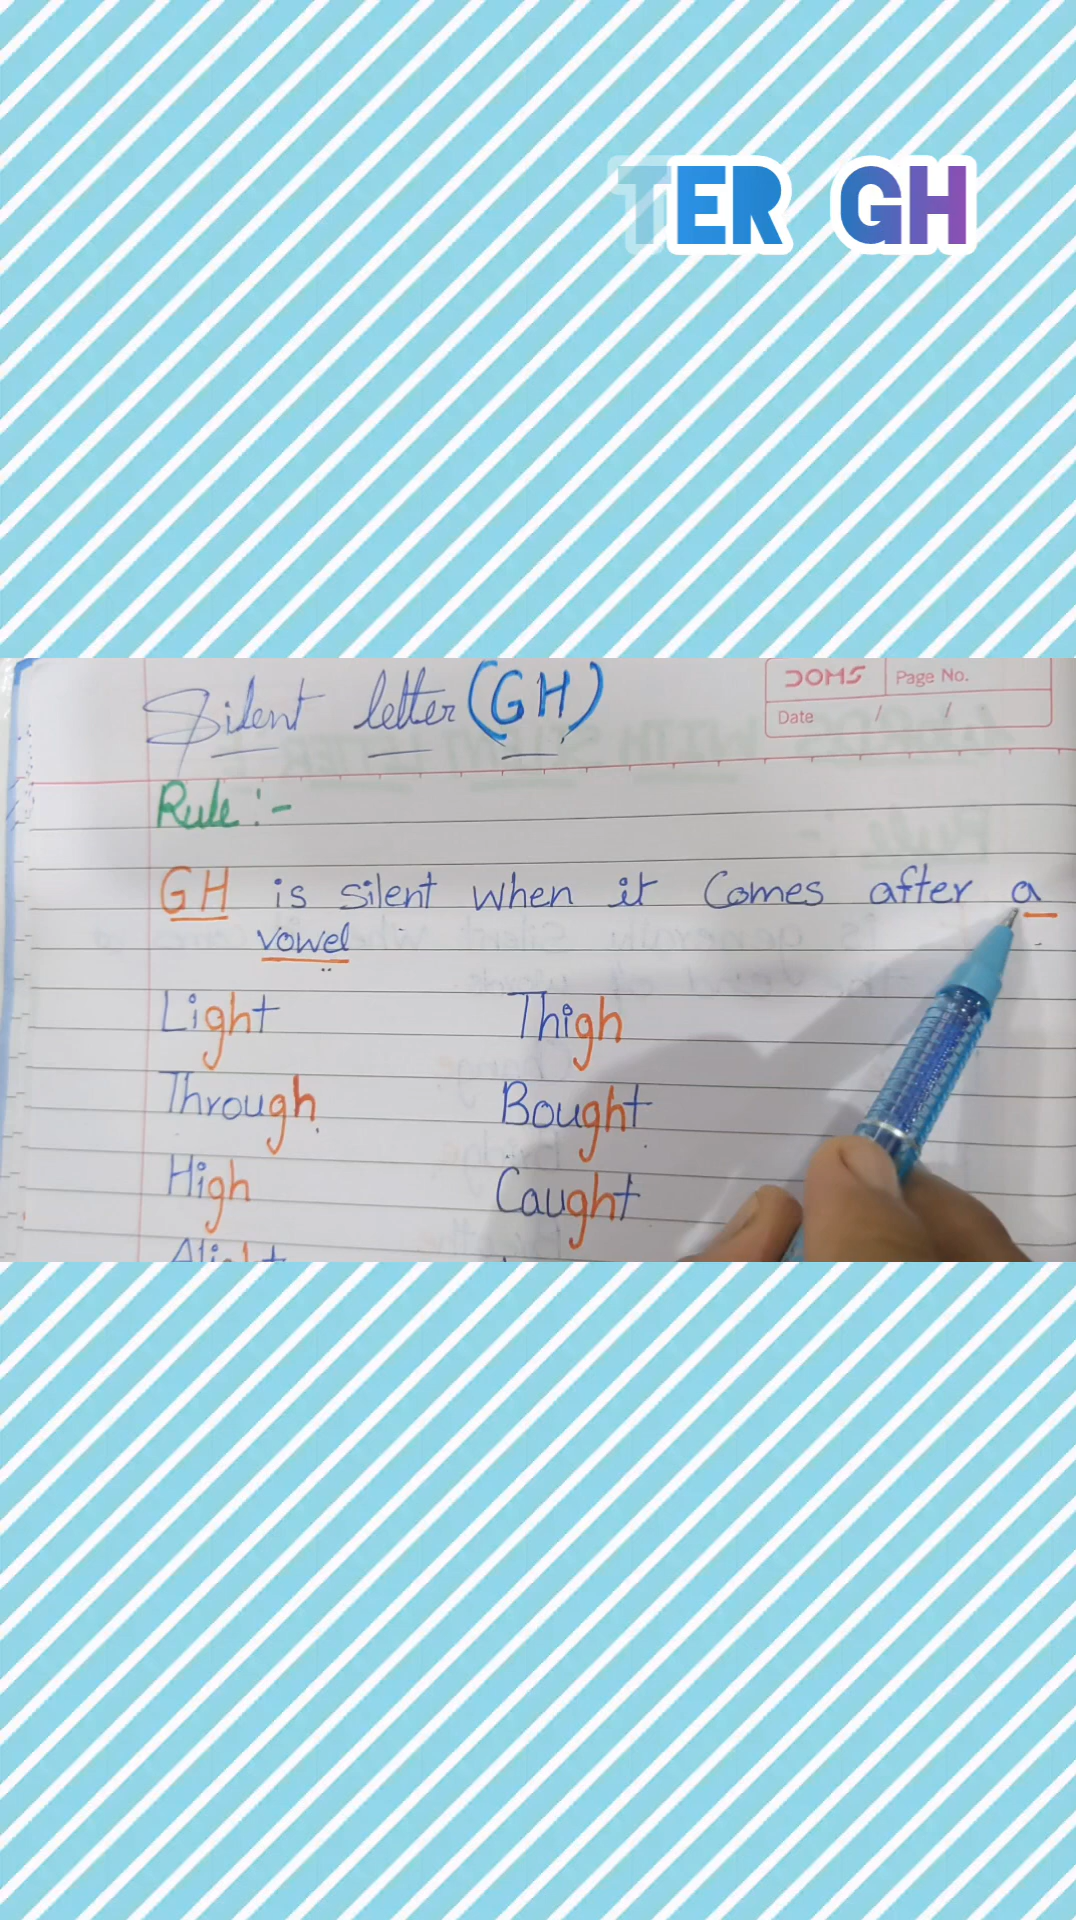 TER GH
Silent letter (GH)
DOMS Page No.
Date / /
Rule :-
GH is silent when it comes after a
vowel
Light Thigh
Through Bought
High Caught